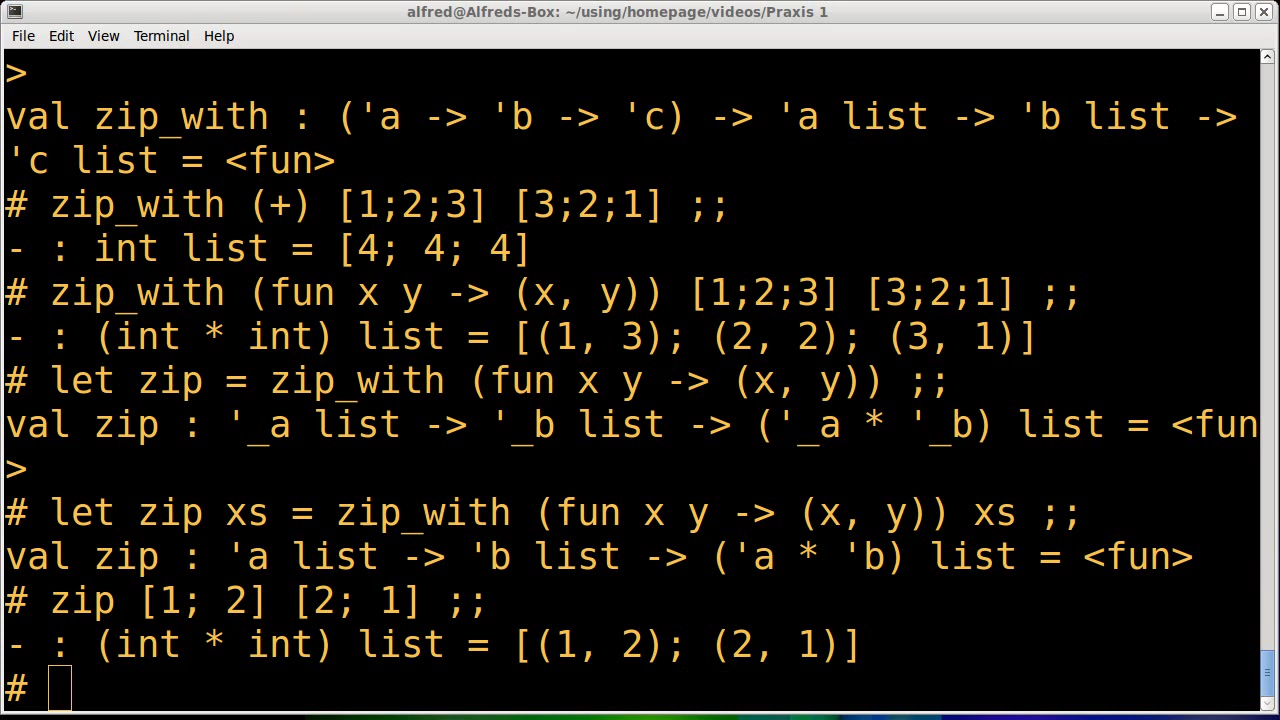 alfred@Alfreds-Box: ~/using/homepage/videos/Praxis 1
File Edit View Terminal Help
>
val zip_with : ('a -> 'b -> 'c) -> 'a list -> 'b list ->
'c list = <fun>
# zip_with (+) [1;2;3] [3;2;1] ;;
- : int list = [4; 4; 4]
# zip_with (fun x y -> (x, y)) [1;2;3] [3;2;1] ;;
- : (int * int) list = [(1, 3); (2, 2); (3, 1)]
# let zip = zip_with (fun x y -> (x, y)) ;;
val zip : '_a list -> '_b list -> ('_a * '_b) list = <fun
>
# let zip xs = zip_with (fun x y -> (x, y)) xs ;;
val zip : 'a list -> 'b list -> ('a * 'b) list = <fun>
# zip [1; 2] [2; 1] ;;
- : (int * int) list = [(1, 2); (2, 1)]
#